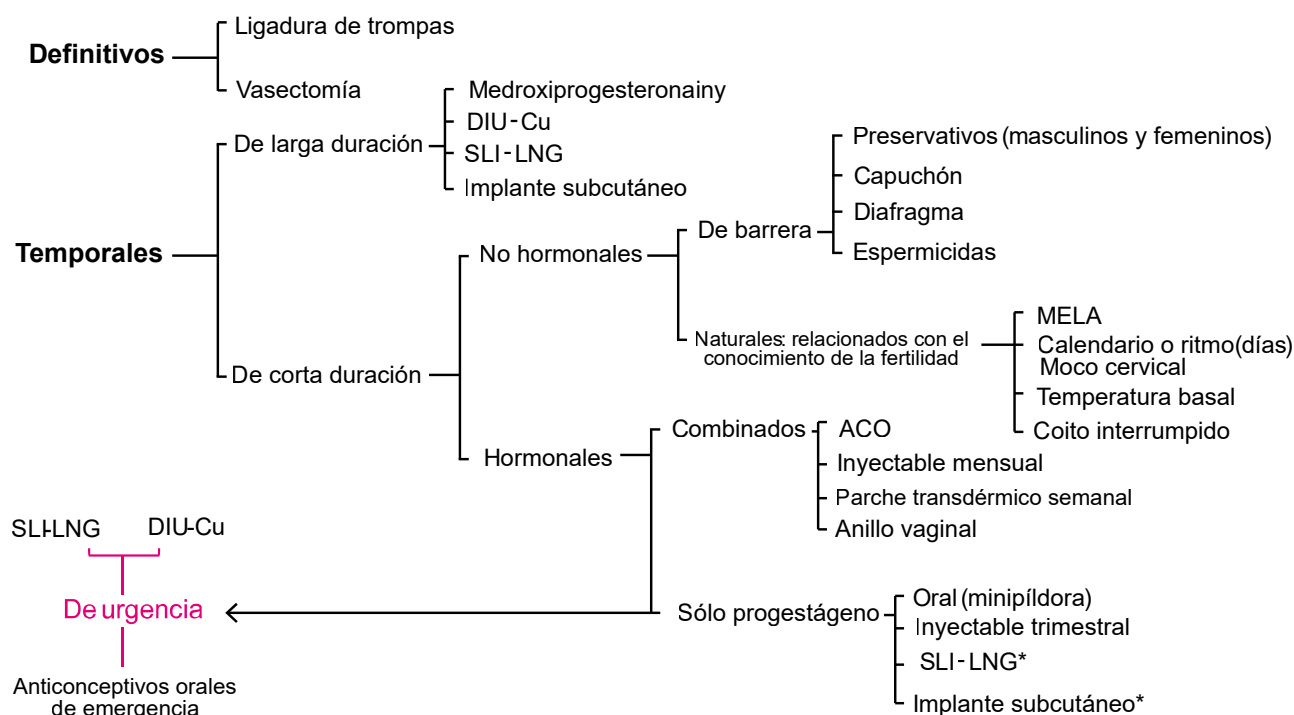 Definitivos
Ligadura de trompas
Vasectomía
Temporales
De larga duración
Medroxiprogesteronainy
DIU-Cu
SLI-LNG
Implante subcutáneo
De corta duración
No hormonales
De barrera
Preservativos (masculinos y femeninos)
Capuchón
Diafragma
Espermicidas
Naturales: relacionados con el
conocimiento de la fertilidad
MELA
Calendario o ritmo(días)
Moco cervical
Temperatura basal
Coito interrumpido
Hormonales
Combinados
ACO
Inyectable mensual
Parche transdérmico semanal
Anillo vaginal
Sólo progestágeno
Oral (minipíldora)
Inyectable trimestral
SLI-LNG*
Implante subcutáneo*
SLI-LNG
DIU-Cu
De urgencia
Anticonceptivos orales
de emergencia